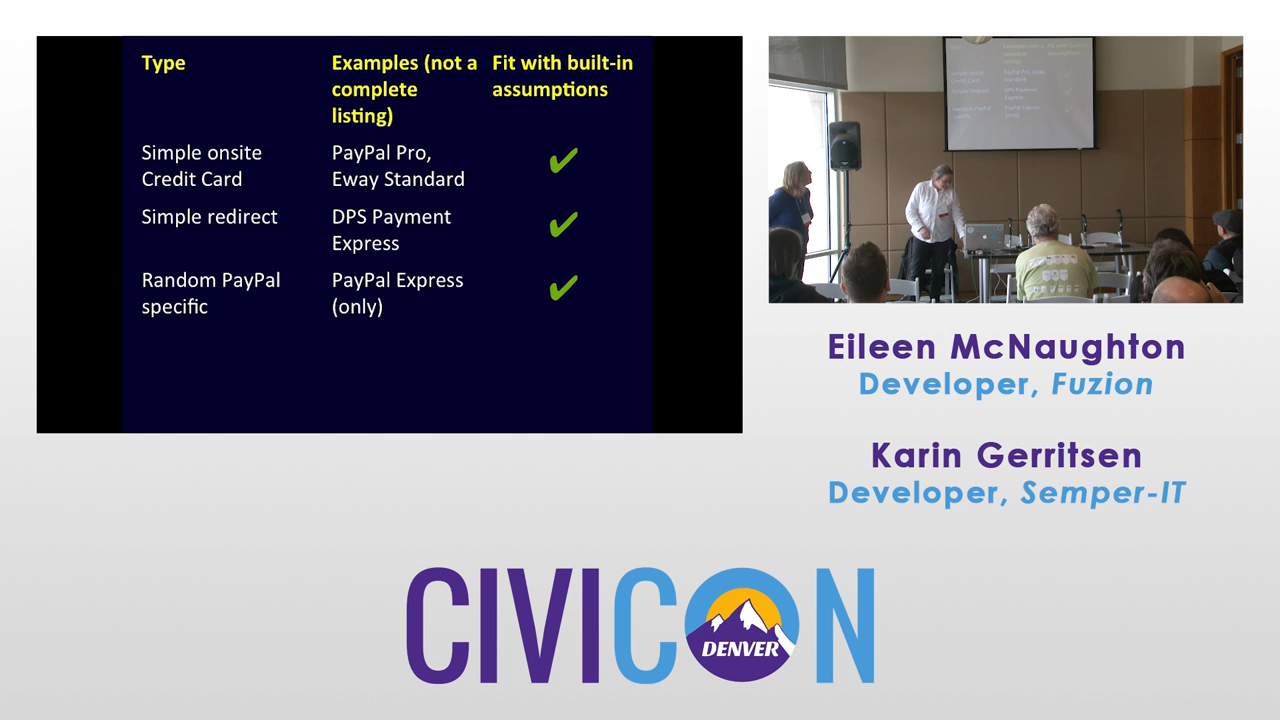 Type
Examples (not a
complete
listing)
Fit with built-in
assumptions
Simple onsite
Credit Card
PayPal Pro,
Eway Standard
✔
Simple redirect
DPS Payment
Express
✔
Random PayPal
specific
PayPal Express
(only)
✔
Eileen McNaughton
Developer, Fuzion
Karin Gerritsen
Developer, Semper-IT
CIVICON
DENVER